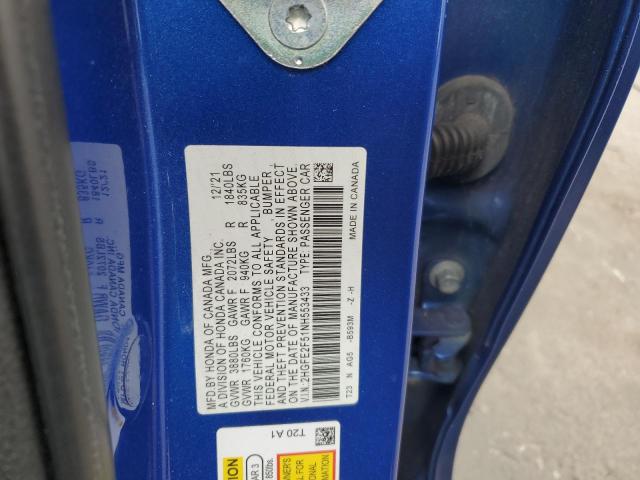 MFD.BY HONDA OF CANADA MFG. 12/'21
A DIVISION OF HONDA CANADA INC.
GVWR 3880LBS GAWR F 2072LBS R 1840LBS
GVWR 1760KG GAWR F 940KG R 835KG
THIS VEHICLE CONFORMS TO ALL APPLICABLE
FEDERAL MOTOR VEHICLE SAFETY BUMPER,
AND THEFT PREVENTION STANDARDS IN EFFECT
ON THE DATE OF MANUFACTURE SHOWN ABOVE.
V.I.N.:2HGFE2F51NH553433 TYPE:PASSENGER CAR
T23 N AG5 -B593M -Z -H MADE IN CANADA
T20 A1